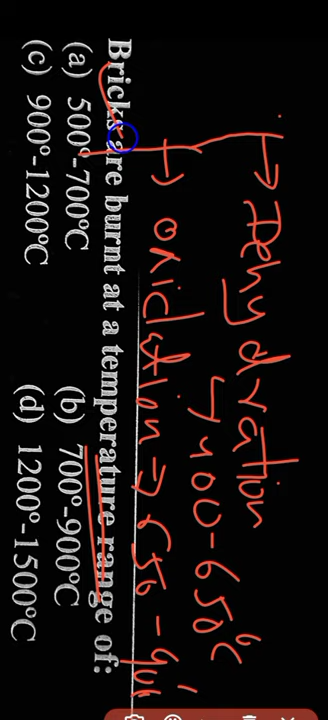 → Dehydration
→ 400-650°C
→ oxidation ⇒ 650 - 900
Bricks are burnt at a temperature range of:
(a) 500°-700°C (b) 700°-900°C
(c) 900°-1200°C (d) 1200°-1500°C